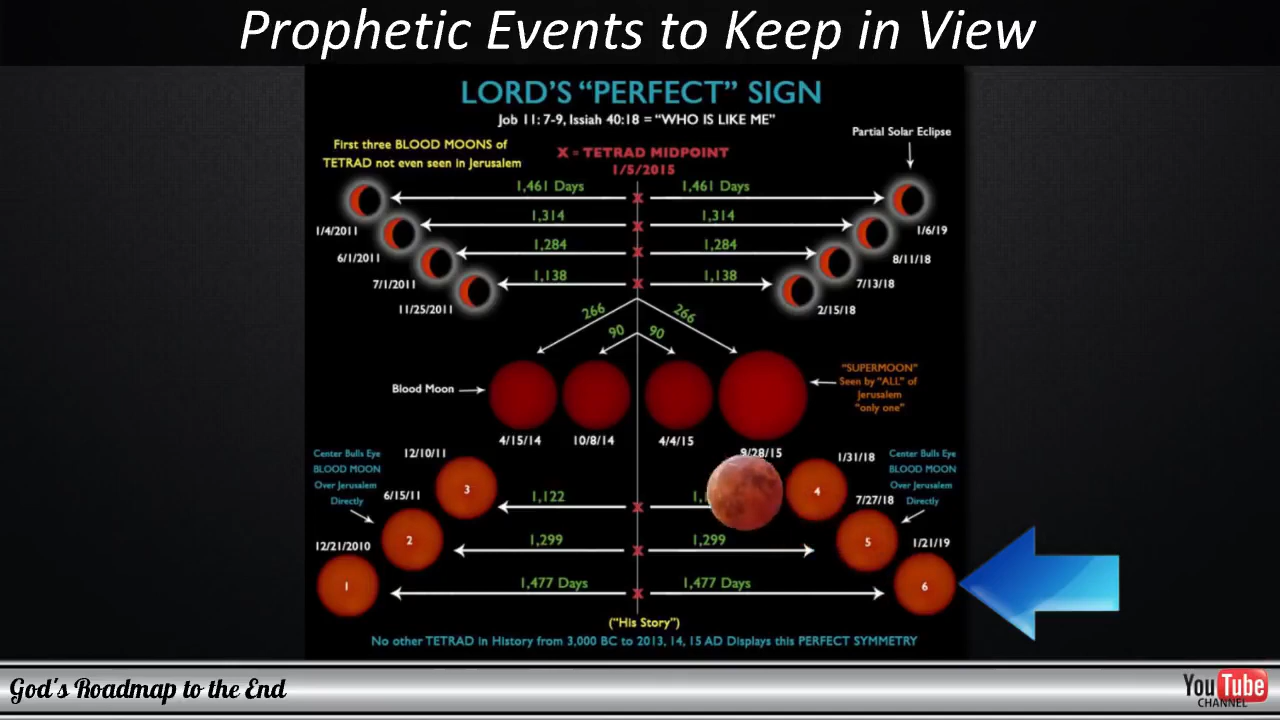 Prophetic Events to Keep in View
LORD'S "PERFECT" SIGN
Job 11: 7-9, Issiah 40:18 = "WHO IS LIKE ME"
First three BLOOD MOONS of
TETRAD not even seen in Jerusalem
X = TETRAD MIDPOINT
1/5/2015
Partial Solar Eclipse
1,461 Days
1,461 Days
1/4/2011
1,314
1,314
1/6/19
6/1/2011
1,284
1,284
8/11/18
7/1/2011
1,138
1,138
7/13/18
11/25/2011
2/15/18
266
266
90
90
Blood Moon
"SUPERMOON"
Seen by "ALL" of
Jerusalem
"only one"
4/15/14
10/8/14
4/4/15
9/28/15
Center Bulls Eye
BLOOD MOON
Over Jerusalem
Directly
12/10/11
3
6/15/11
2
12/21/2010
1
1,122
1,299
1,299
1,477 Days
1,477 Days
1/31/18
4
7/27/18
5
1/21/19
6
Center Bulls Eye
BLOOD MOON
Over Jerusalem
Directly
("His Story")
No other TETRAD in History from 3,000 BC to 2013, 14, 15 AD Displays this PERFECT SYMMETRY
God's Roadmap to the End
YouTube
CHANNEL